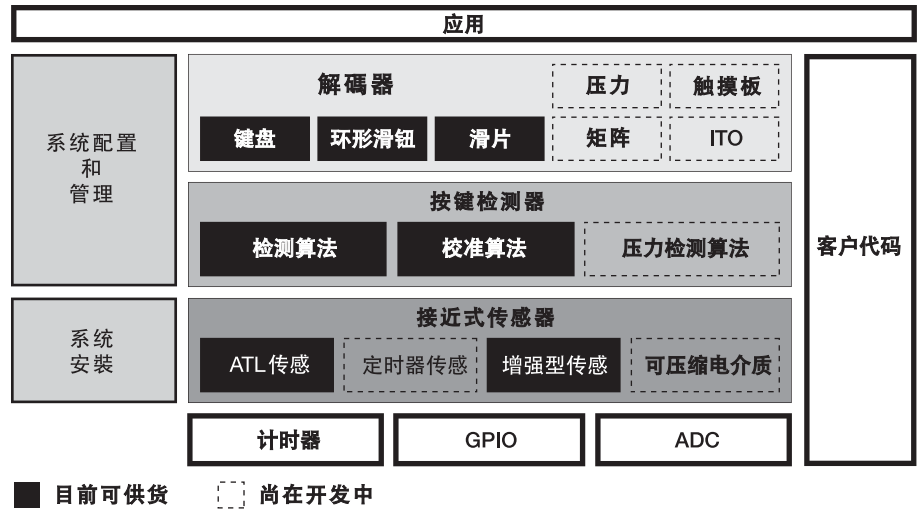 应用
系统配置
和
管理
解碼器
压力
触摸板
键盘
环形滑钮
滑片
矩阵
ITO
按键检测器
检测算法
校准算法
压力检测算法
客户代码
系统
安裝
接近式传感器
ATL传感
定时器传感
增强型传感
可压缩电介质
计时器
GPIO
ADC
目前可供货
尚在开发中